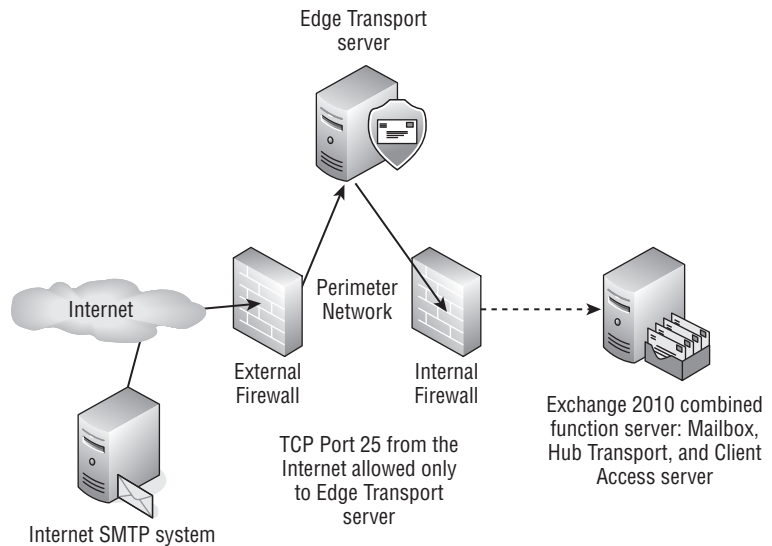 Edge Transport
server
Internet
Perimeter
Network
External
Firewall
Internal
Firewall
Exchange 2010 combined
function server: Mailbox,
Hub Transport, and Client
Access server
TCP Port 25 from the
Internet allowed only
to Edge Transport
server
Internet SMTP system